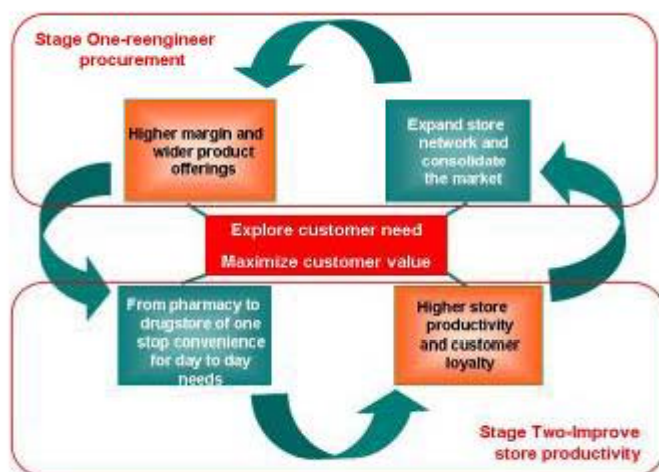 Stage One-reengineer
procurement
Higher margin and
wider product
offerings
Expand store
network and
consolidate
the market
Explore customer need
Maximize customer value
From pharmacy to
drugstore of one
stop convenience
for day to day
needs
Higher store
productivity
and customer
loyalty
Stage Two-Improve
store productivity